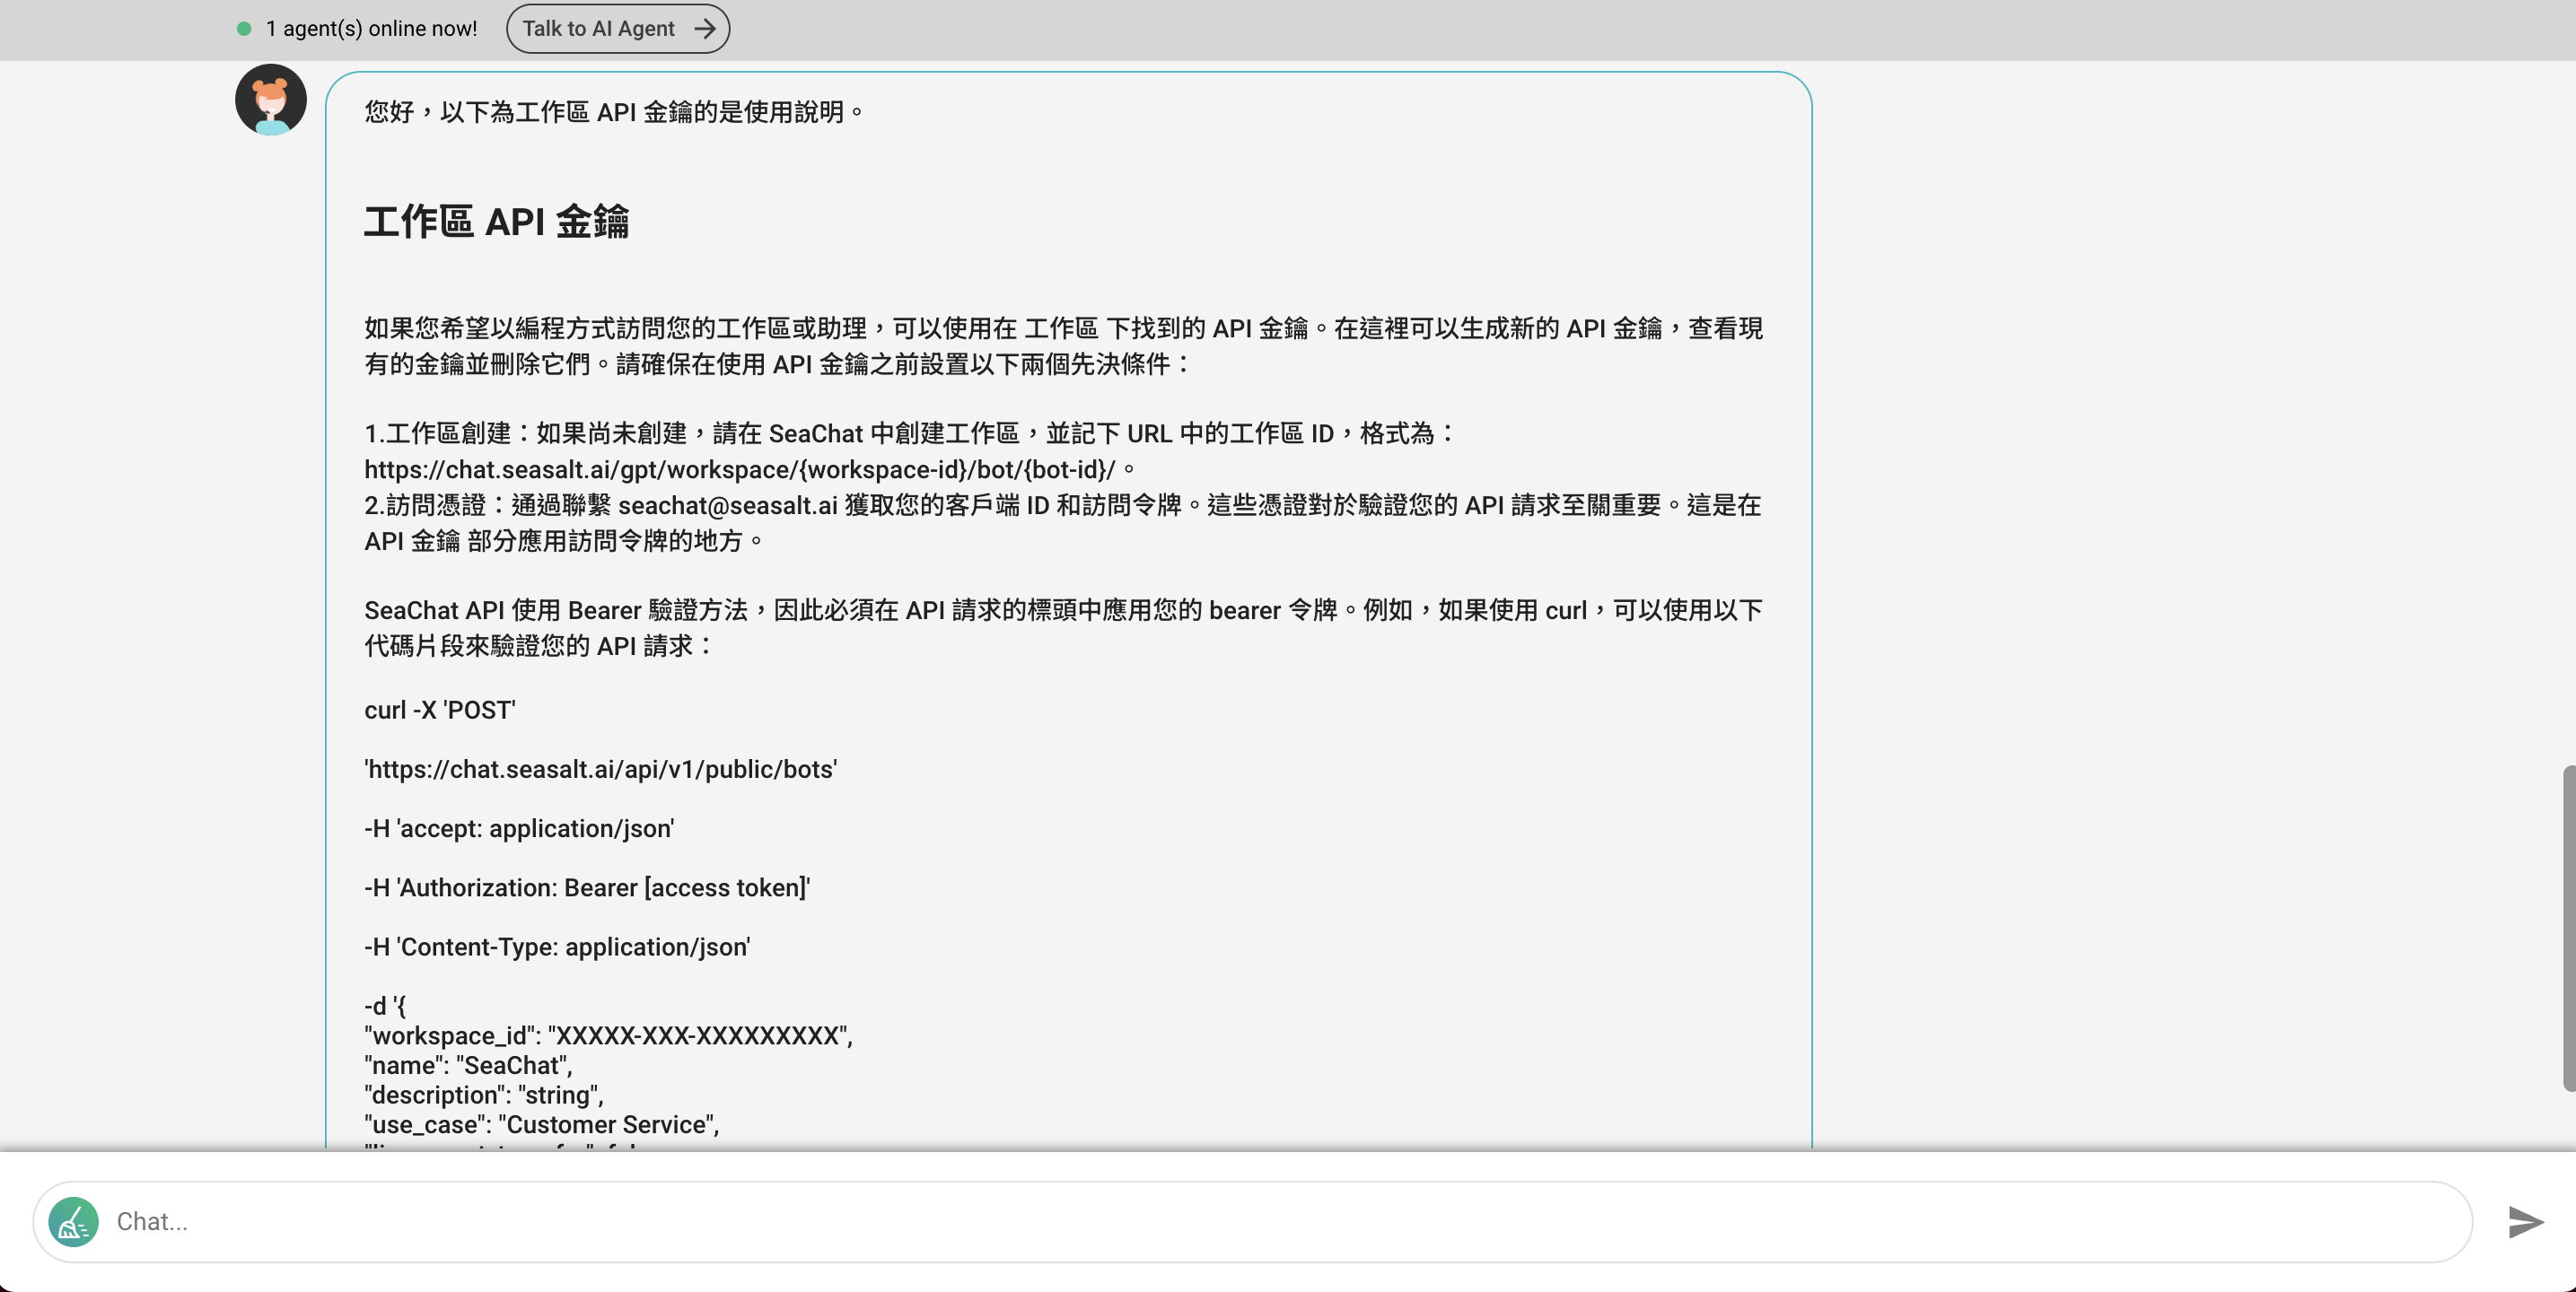 1 agent(s) online now!
Talk to AI Agent
您好，以下為工作區 API 金鑰的是使用說明。
工作區 API 金鑰
如果您希望以編程方式訪問您的工作區或助理，可以使用在 工作區 下找到的 API 金鑰。在這裡可以生成新的 API 金鑰，查看現
有的金鑰並刪除它們。請確保在使用 API 金鑰之前設置以下兩個先決條件：
1.工作區創建：如果尚未創建，請在 SeaChat 中創建工作區，並記下 URL 中的工作區 ID，格式為：
https://chat.seasalt.ai/gpt/workspace/{workspace-id}/bot/{bot-id}/。
2.訪問憑證：通過聯繫 seachat@seasalt.ai 獲取您的客戶端 ID 和訪問令牌。這些憑證對於驗證您的 API 請求至關重要。這是在
API 金鑰 部分應用訪問令牌的地方。
SeaChat API 使用 Bearer 驗證方法，因此必須在 API 請求的標頭中應用您的 bearer 令牌。例如，如果使用 curl，可以使用以下
代碼片段來驗證您的 API 請求：
curl -X 'POST'
'https://chat.seasalt.ai/api/v1/public/bots'
-H 'accept: application/json'
-H 'Authorization: Bearer [access token]'
-H 'Content-Type: application/json'
-d '{
"workspace_id": "XXXXX-XXX-XXXXXXXXX",
"name": "SeaChat",
"description": "string",
"use_case": "Customer Service",
Chat...